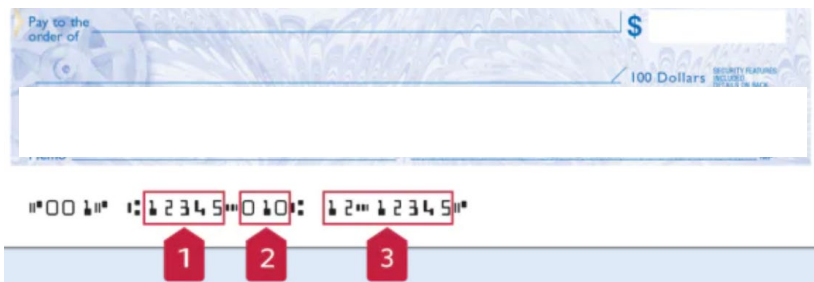 Pay to the
order of $
100 Dollars SECURITY FEATURES
INCLUDED
DETAILS ON BACK
Memo
⑈001⑈ ⑆12345⑉010⑆ 12⑉12345⑈
1 2 3